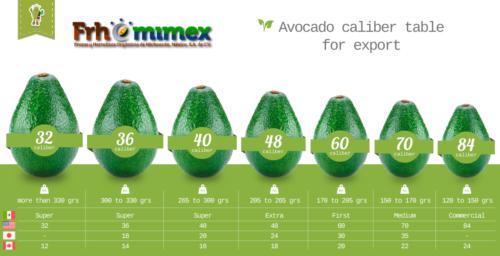 Frhomimex
Avocado caliber table
for export
32
caliber
36
caliber
40
caliber
48
caliber
60
caliber
70
caliber
84
caliber
more than 330 grs
300 to 330 grs
265 to 300 grs
205 to 265 grs
170 to 205 grs
150 to 170 grs
120 to 150 grs
Super Super Super Extra First Medium Commercial
32 36 40 48 60 70 84
- 16 20 24 30 35 -
12 14 16 18 20 22 24